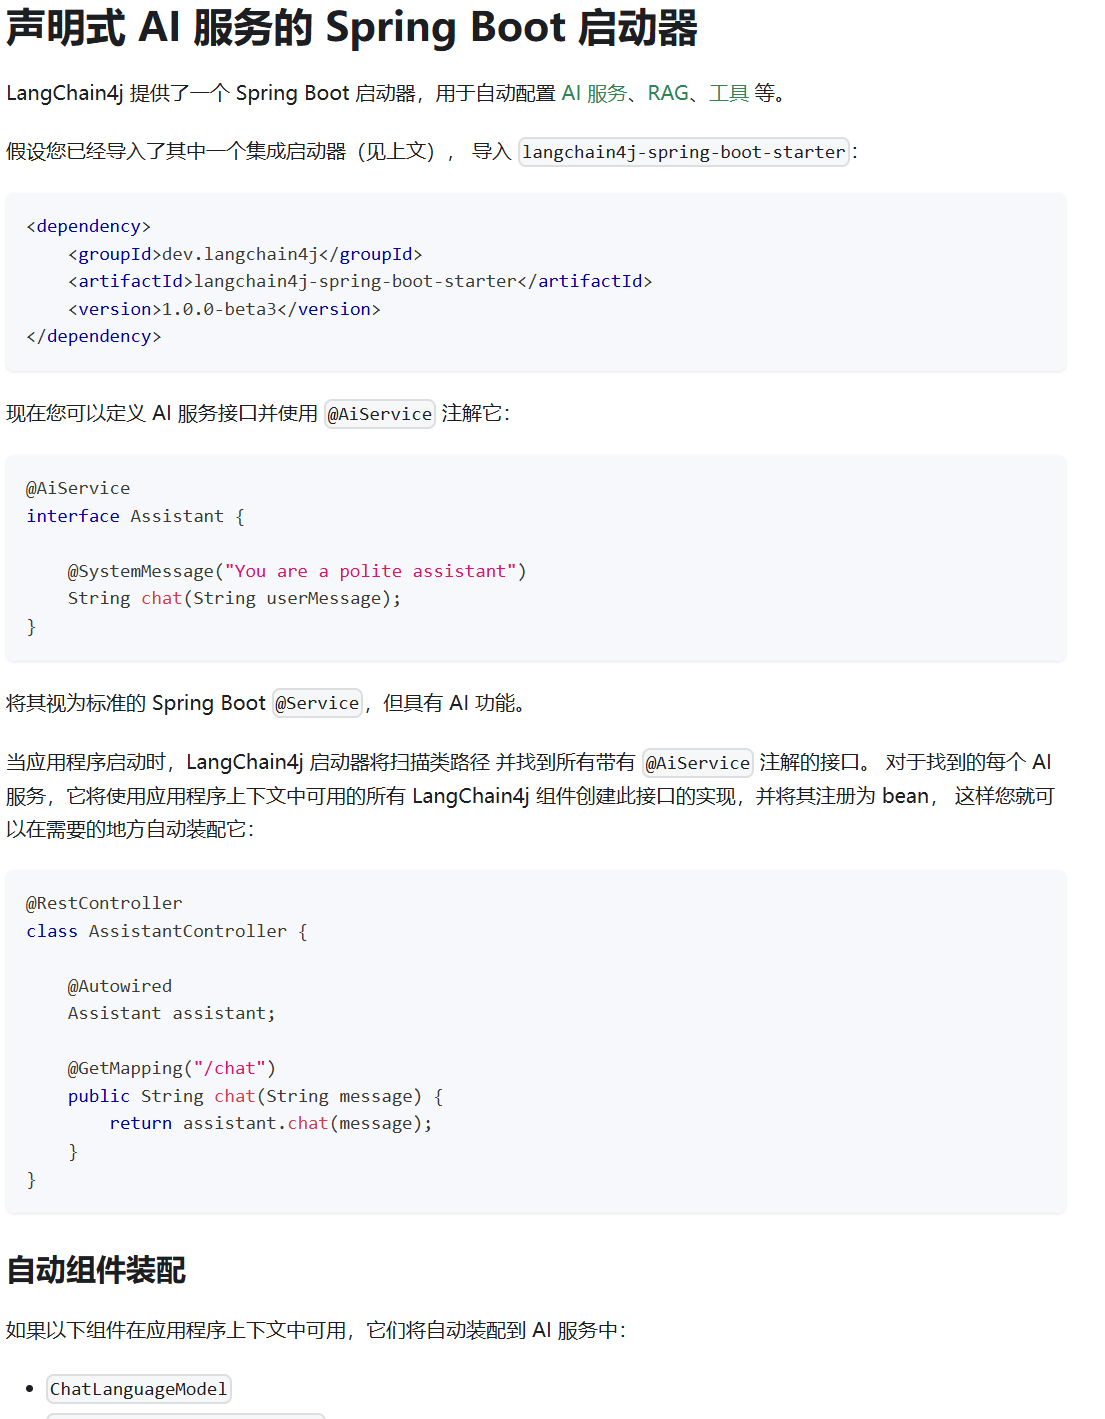 声明式 AI 服务的 Spring Boot 启动器
LangChain4j 提供了一个 Spring Boot 启动器，用于自动配置 AI 服务、RAG、工具 等。
假设您已经导入了其中一个集成启动器（见上文）， 导入 langchain4j-spring-boot-starter：
<dependency>
    <groupId>dev.langchain4j</groupId>
    <artifactId>langchain4j-spring-boot-starter</artifactId>
    <version>1.0.0-beta3</version>
</dependency>
现在您可以定义 AI 服务接口并使用 @AiService 注解它：
@AiService
interface Assistant {
    @SystemMessage("You are a polite assistant")
    String chat(String userMessage);
}
将其视为标准的 Spring Boot @Service，但具有 AI 功能。
当应用程序启动时，LangChain4j 启动器将扫描类路径 并找到所有带有 @AiService 注解的接口。 对于找到的每个 AI
服务，它将使用应用程序上下文中可用的所有 LangChain4j 组件创建此接口的实现，并将其注册为 bean， 这样您就可
以在需要的地方自动装配它：
@RestController
class AssistantController {
    @Autowired
    Assistant assistant;
    @GetMapping("/chat")
    public String chat(String message) {
        return assistant.chat(message);
    }
}
自动组件装配
如果以下组件在应用程序上下文中可用，它们将自动装配到 AI 服务中：
• ChatLanguageModel